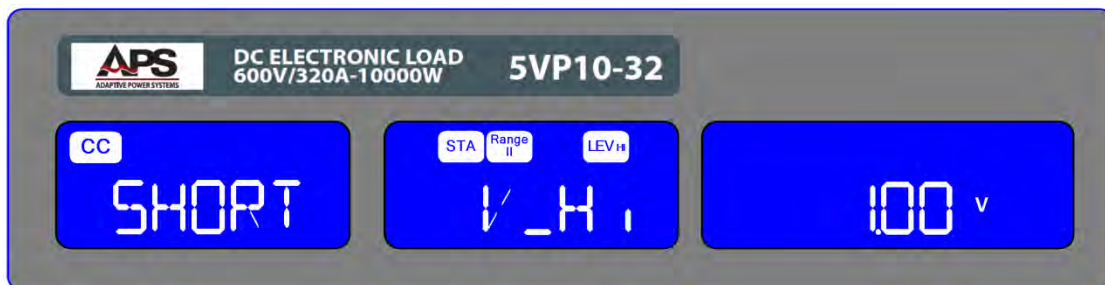 APS
ADAPTIVE POWER SYSTEMS
DC ELECTRONIC LOAD
600V/320A-10000W
5VP10-32
CC
SHORT
STA
Range
II
LEV HI
V_Hi
1.00 V